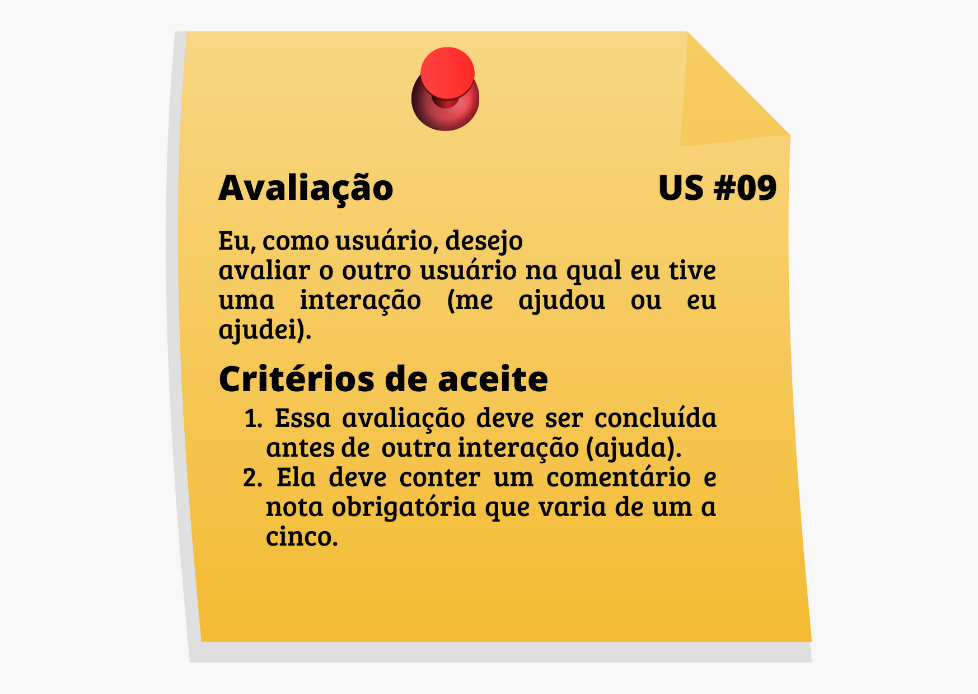 Avaliação US #09
Eu, como usuário, desejo
avaliar o outro usuário na qual eu tive
uma interação (me ajudou ou eu
ajudei).
Critérios de aceite
1. Essa avaliação deve ser concluída
antes de outra interação (ajuda).
2. Ela deve conter um comentário e
nota obrigatória que varia de um a
cinco.